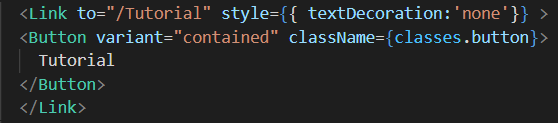 <Link to="/Tutorial" style={{ textDecoration:'none'}} >
<Button variant="contained" className={classes.button}>
Tutorial
</Button>
</Link>